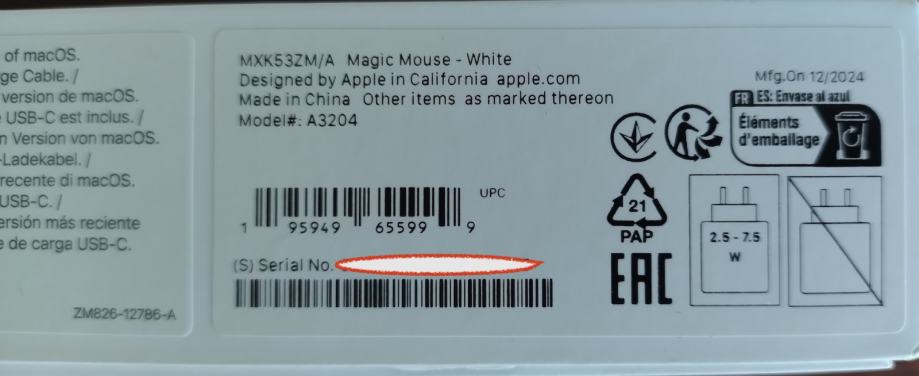 of macOS.
ge Cable. /
version de macOS.
USB-C est inclus. /
n Version von macOS.
-Ladekabel. /
recente di macOS.
USB-C. /
ersión más reciente
e de carga USB-C.
ZM826-12786-A
MXK53ZM/A Magic Mouse - White
Designed by Apple in California apple.com
Made in China Other items as marked thereon
Model#: A3204
UPC
1 95949 65599 9
(S) Serial No.
Mfg.On 12/2024
FR ES: Envase al azul
Éléments
d'emballage
21
PAP
EAC
2.5 - 7.5
W